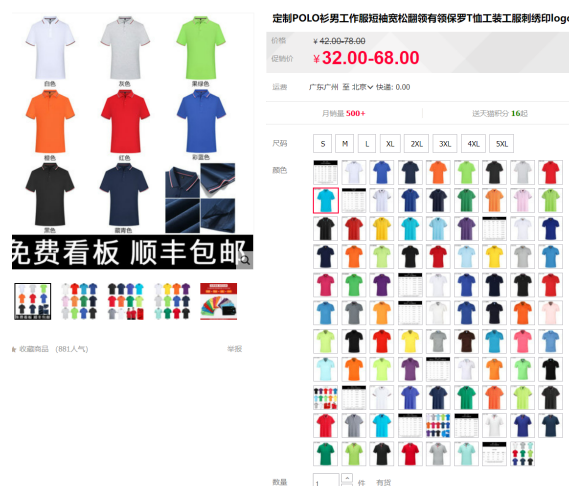 定制POLO衫男工作服短袖宽松翻领有领保罗T恤工装工服刺绣印logo
价格
¥ 42.00-78.00
促销价
¥ 32.00-68.00
运费
广东广州 至 北京 快递: 0.00
月销量 500+
送天猫积分 16起
尺码
S M L XL 2XL 3XL 4XL 5XL
颜色
数量
1
件 有货
白色 灰色 果绿色
橙色 红色 彩蓝色
黑色 藏青色
免费看板 顺丰包邮
收藏商品 (881人气)
举报